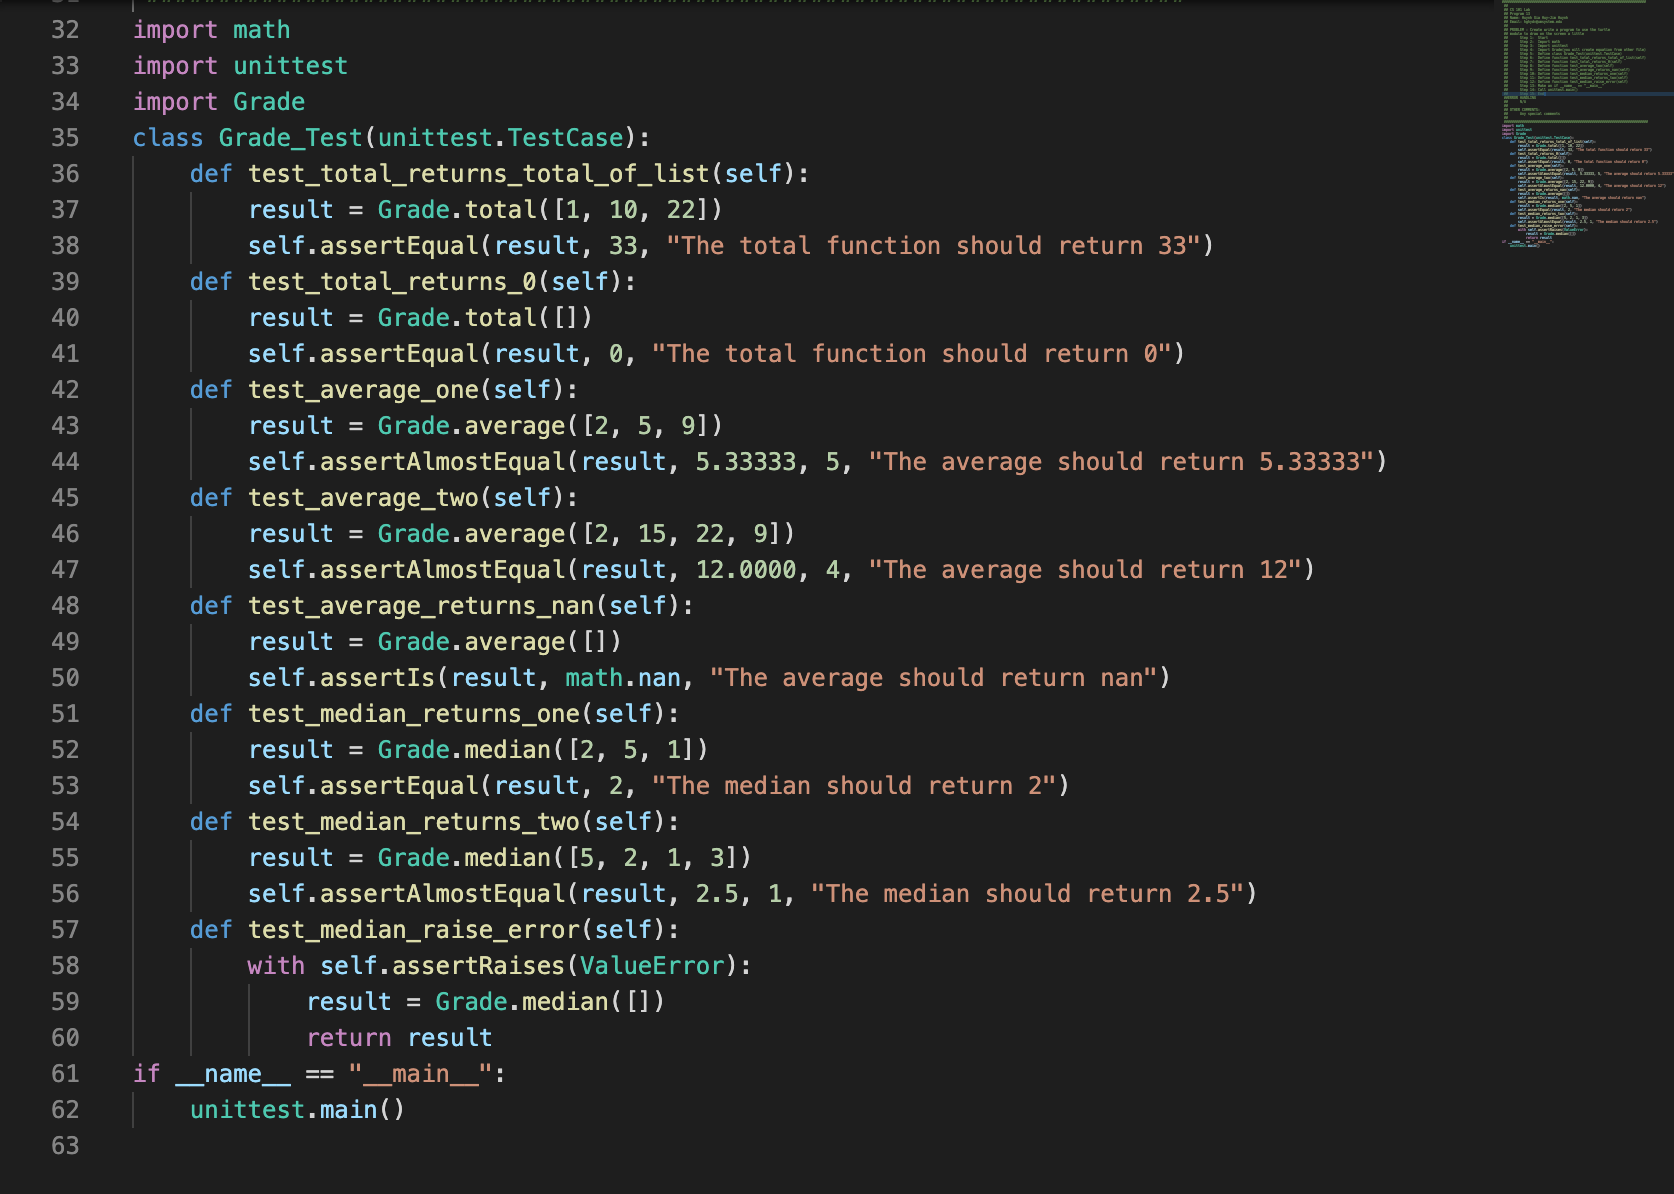 32 import math
33 import unittest
34 import Grade
35 class Grade_Test(unittest.TestCase):
36 def test_total_returns_total_of_list(self):
37 result = Grade.total([1, 10, 22])
38 self.assertEqual(result, 33, "The total function should return 33")
39 def test_total_returns_0(self):
40 result = Grade.total([])
41 self.assertEqual(result, 0, "The total function should return 0")
42 def test_average_one(self):
43 result = Grade.average([2, 5, 9])
44 self.assertAlmostEqual(result, 5.33333, 5, "The average should return 5.33333")
45 def test_average_two(self):
46 result = Grade.average([2, 15, 22, 9])
47 self.assertAlmostEqual(result, 12.0000, 4, "The average should return 12")
48 def test_average_returns_nan(self):
49 result = Grade.average([])
50 self.assertIs(result, math.nan, "The average should return nan")
51 def test_median_returns_one(self):
52 result = Grade.median([2, 5, 1])
53 self.assertEqual(result, 2, "The median should return 2")
54 def test_median_returns_two(self):
55 result = Grade.median([5, 2, 1, 3])
56 self.assertAlmostEqual(result, 2.5, 1, "The median should return 2.5")
57 def test_median_raise_error(self):
58 with self.assertRaises(ValueError):
59 result = Grade.median([])
60 return result
61 if __name__ == "__main__":
62 unittest.main()
63